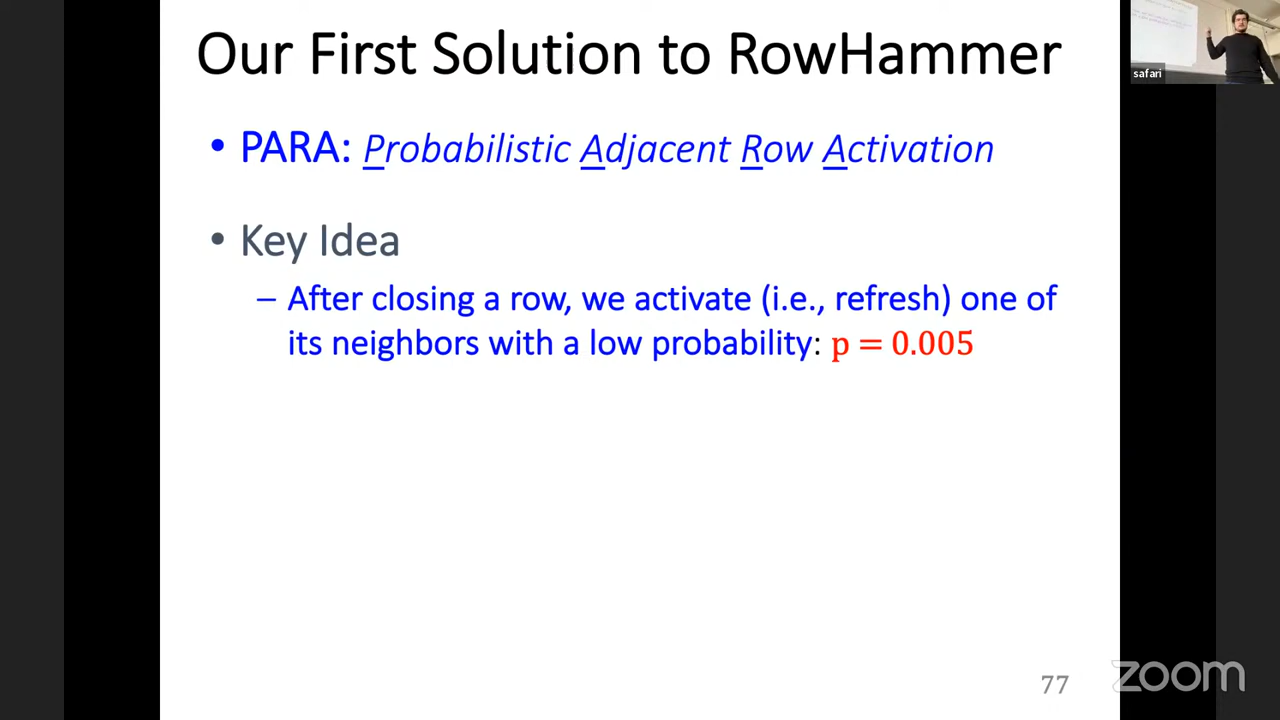 Our First Solution to RowHammer
safari
• PARA: Probabilistic Adjacent Row Activation
• Key Idea
– After closing a row, we activate (i.e., refresh) one of
its neighbors with a low probability: p = 0.005
77
zoom